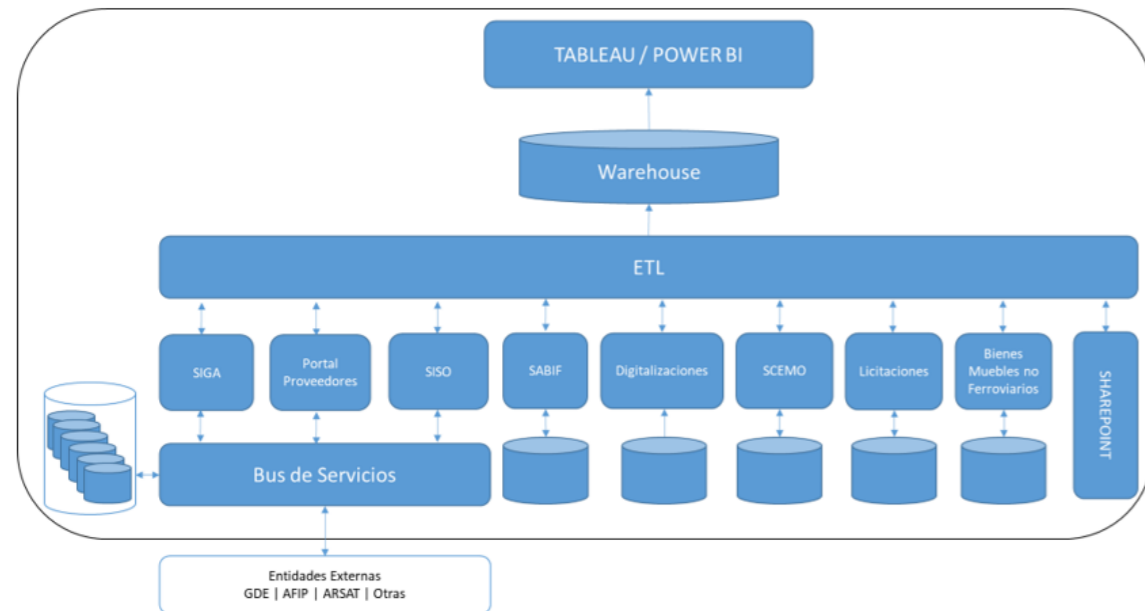 TABLEAU / POWER BI
Warehouse
ETL
SIGA
Portal
Proveedores
SISO
SABIF
Digitalizaciones
SCEMO
Licitaciones
Bienes
Muebles no
Ferroviarios
SHAREPOINT
Bus de Servicios
Entidades Externas
GDE | AFIP | ARSAT | Otras